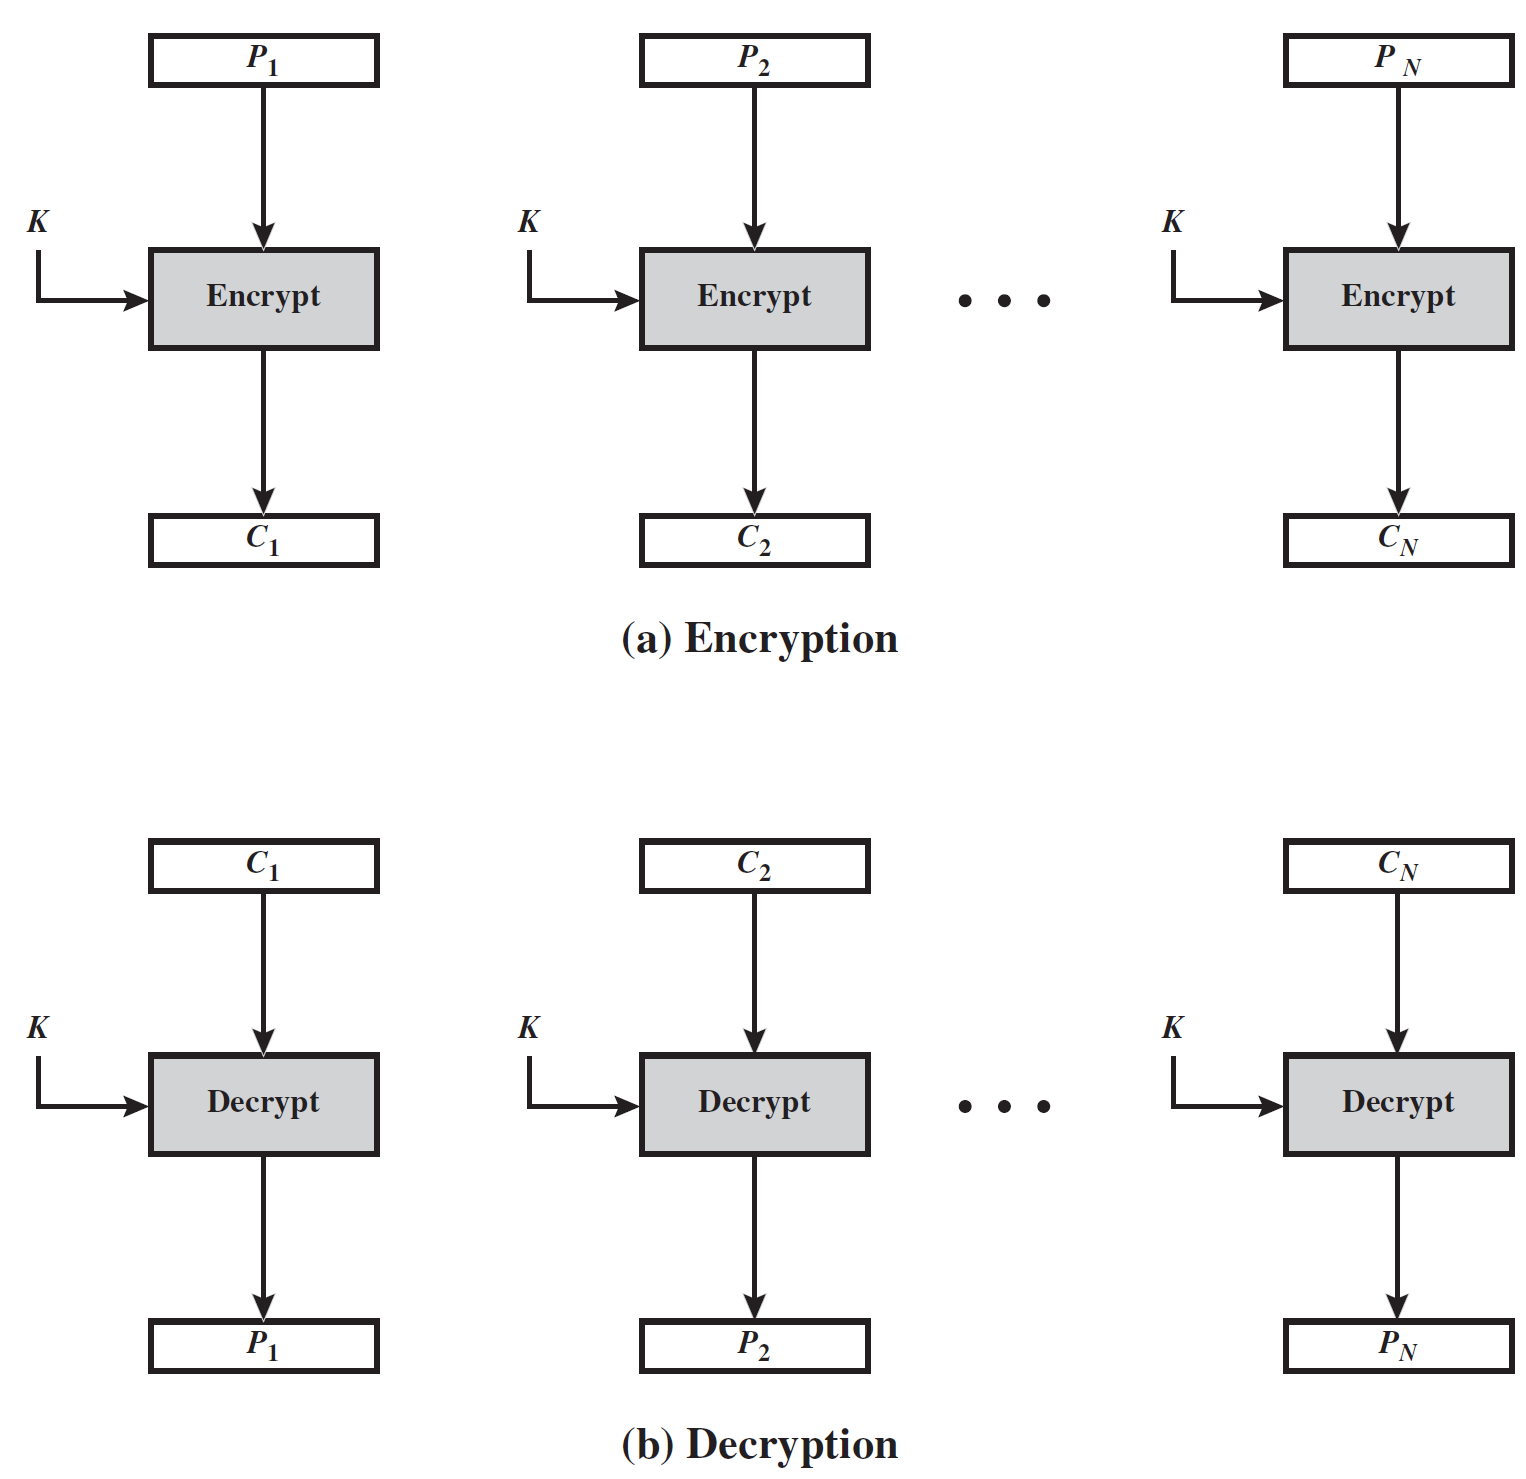 P1 P2 PN
K K K
Encrypt Encrypt • • • Encrypt
C1 C2 CN
(a) Encryption
C1 C2 CN
K K K
Decrypt Decrypt • • • Decrypt
P1 P2 PN
(b) Decryption